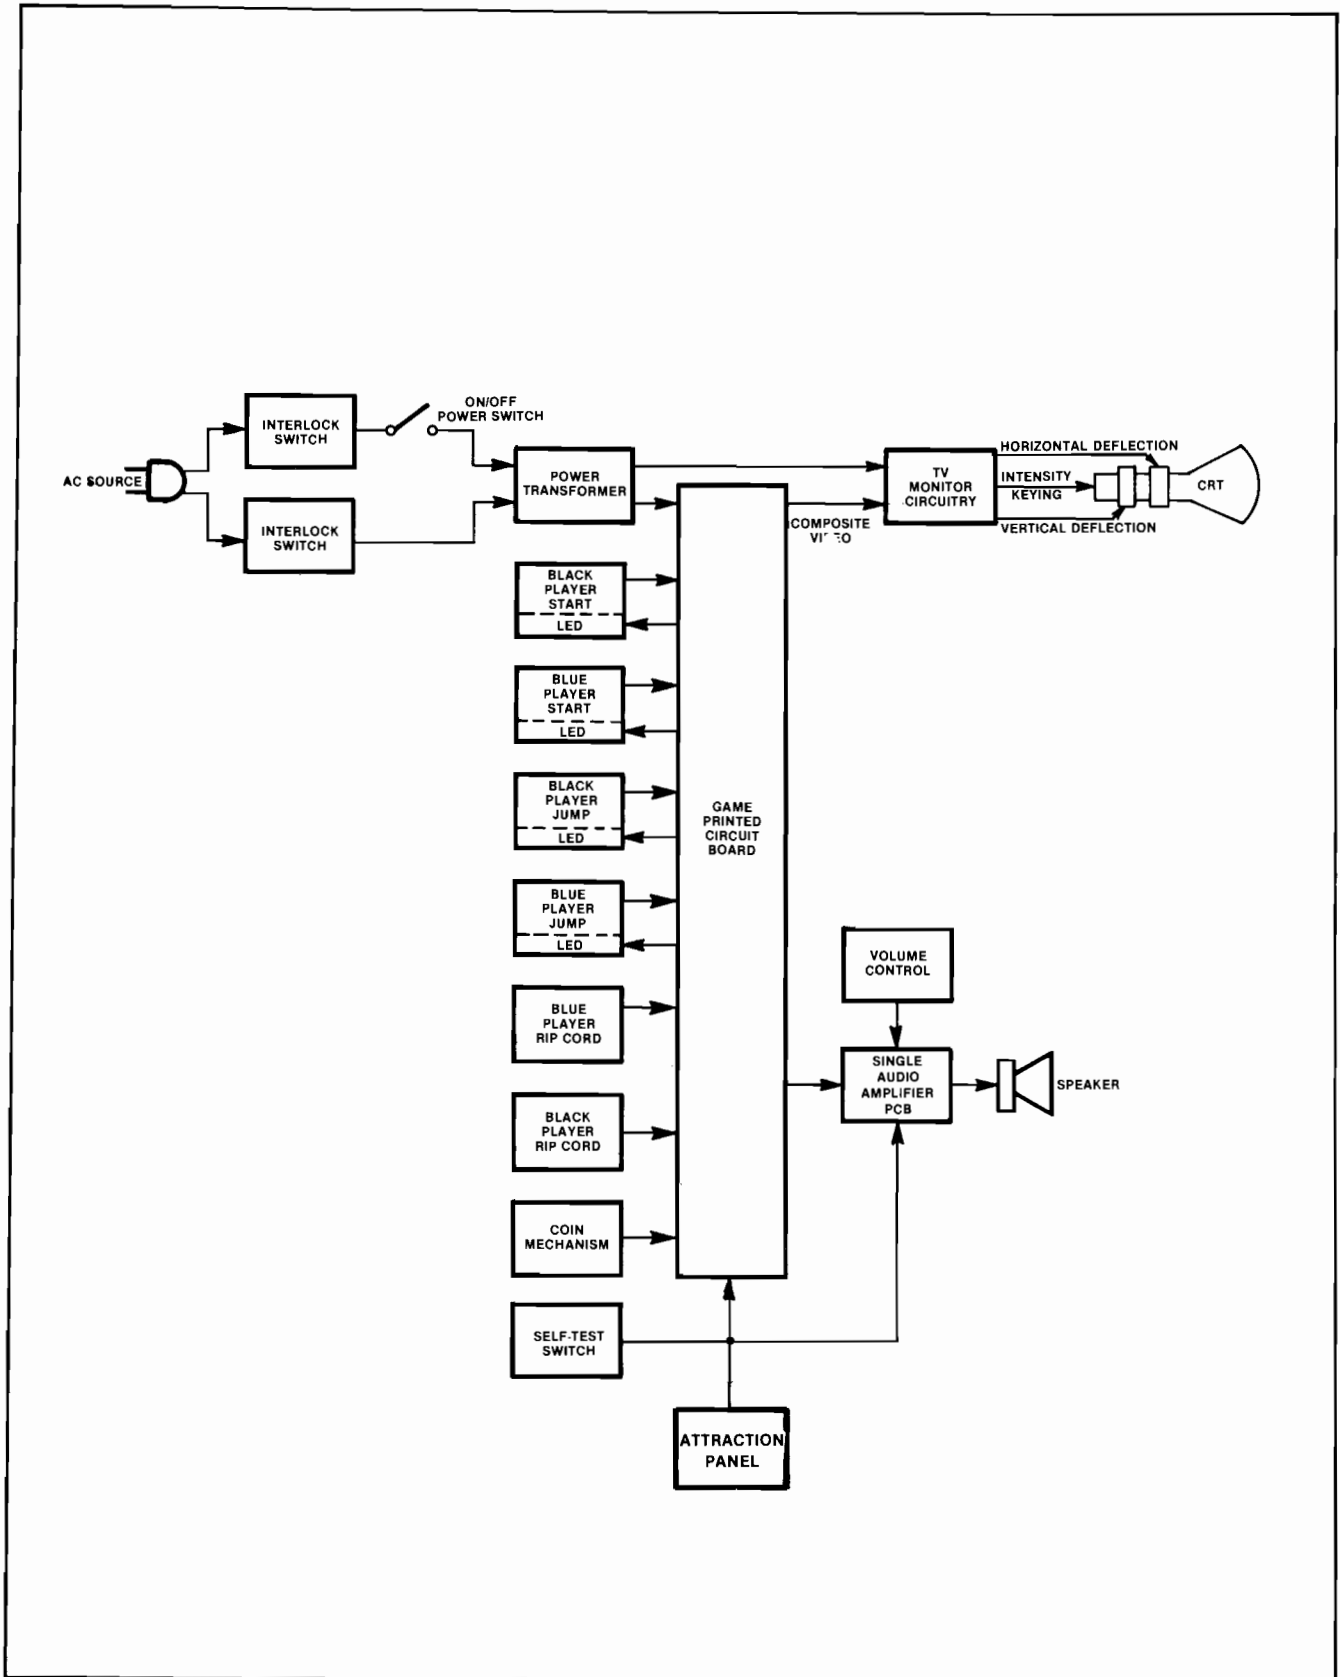 ON/OFF
POWER SWITCH
INTERLOCK
SWITCH
AC SOURCE
INTERLOCK
SWITCH
POWER
TRANSFORMER
TV
MONITOR
CIRCUITRY
HORIZONTAL DEFLECTION
INTENSITY
KEYING
VERTICAL DEFLECTION
CRT
COMPOSITE
BLACK
PLAYER
START
LED
BLUE
PLAYER
START
LED
BLACK
PLAYER
JUMP
LED
BLUE
PLAYER
JUMP
LED
BLUE
PLAYER
RIP CORD
BLACK
PLAYER
RIP CORD
COIN
MECHANISM
SELF-TEST
SWITCH
GAME
PRINTED
CIRCUIT
BOARD
VOLUME
CONTROL
SINGLE
AUDIO
AMPLIFIER
PCB
SPEAKER
ATTRACTION
PANEL